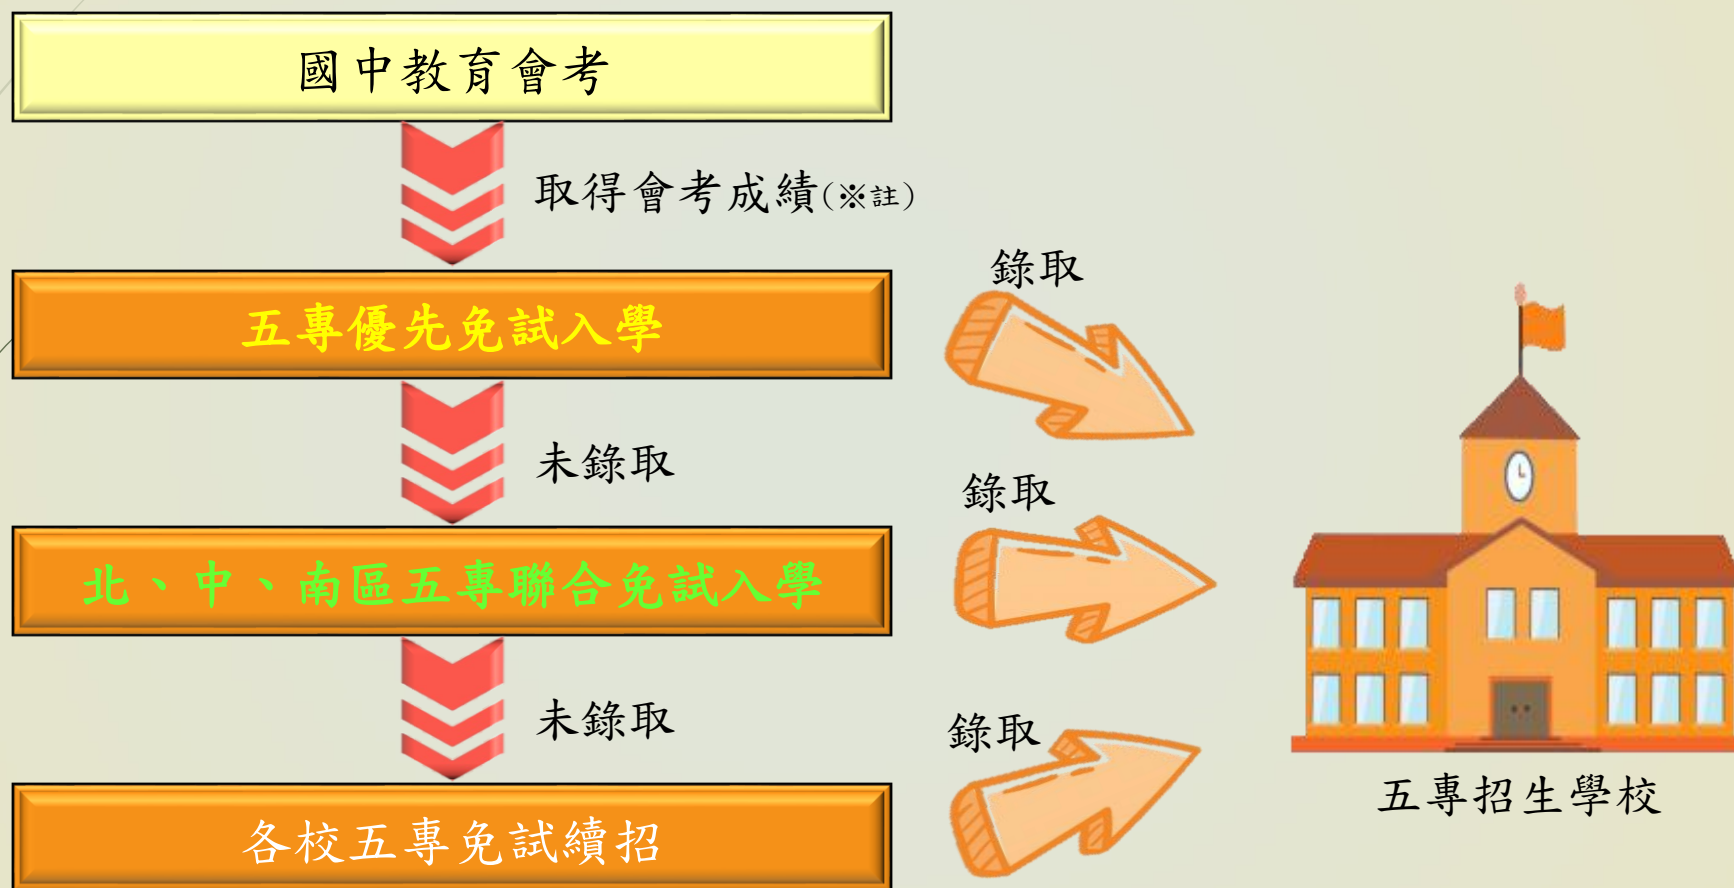 國中教育會考
取得會考成績(※註)
五專優先免試入學
錄取
未錄取
錄取
北、中、南區五專聯合免試入學
未錄取
錄取
五專招生學校
各校五專免試續招